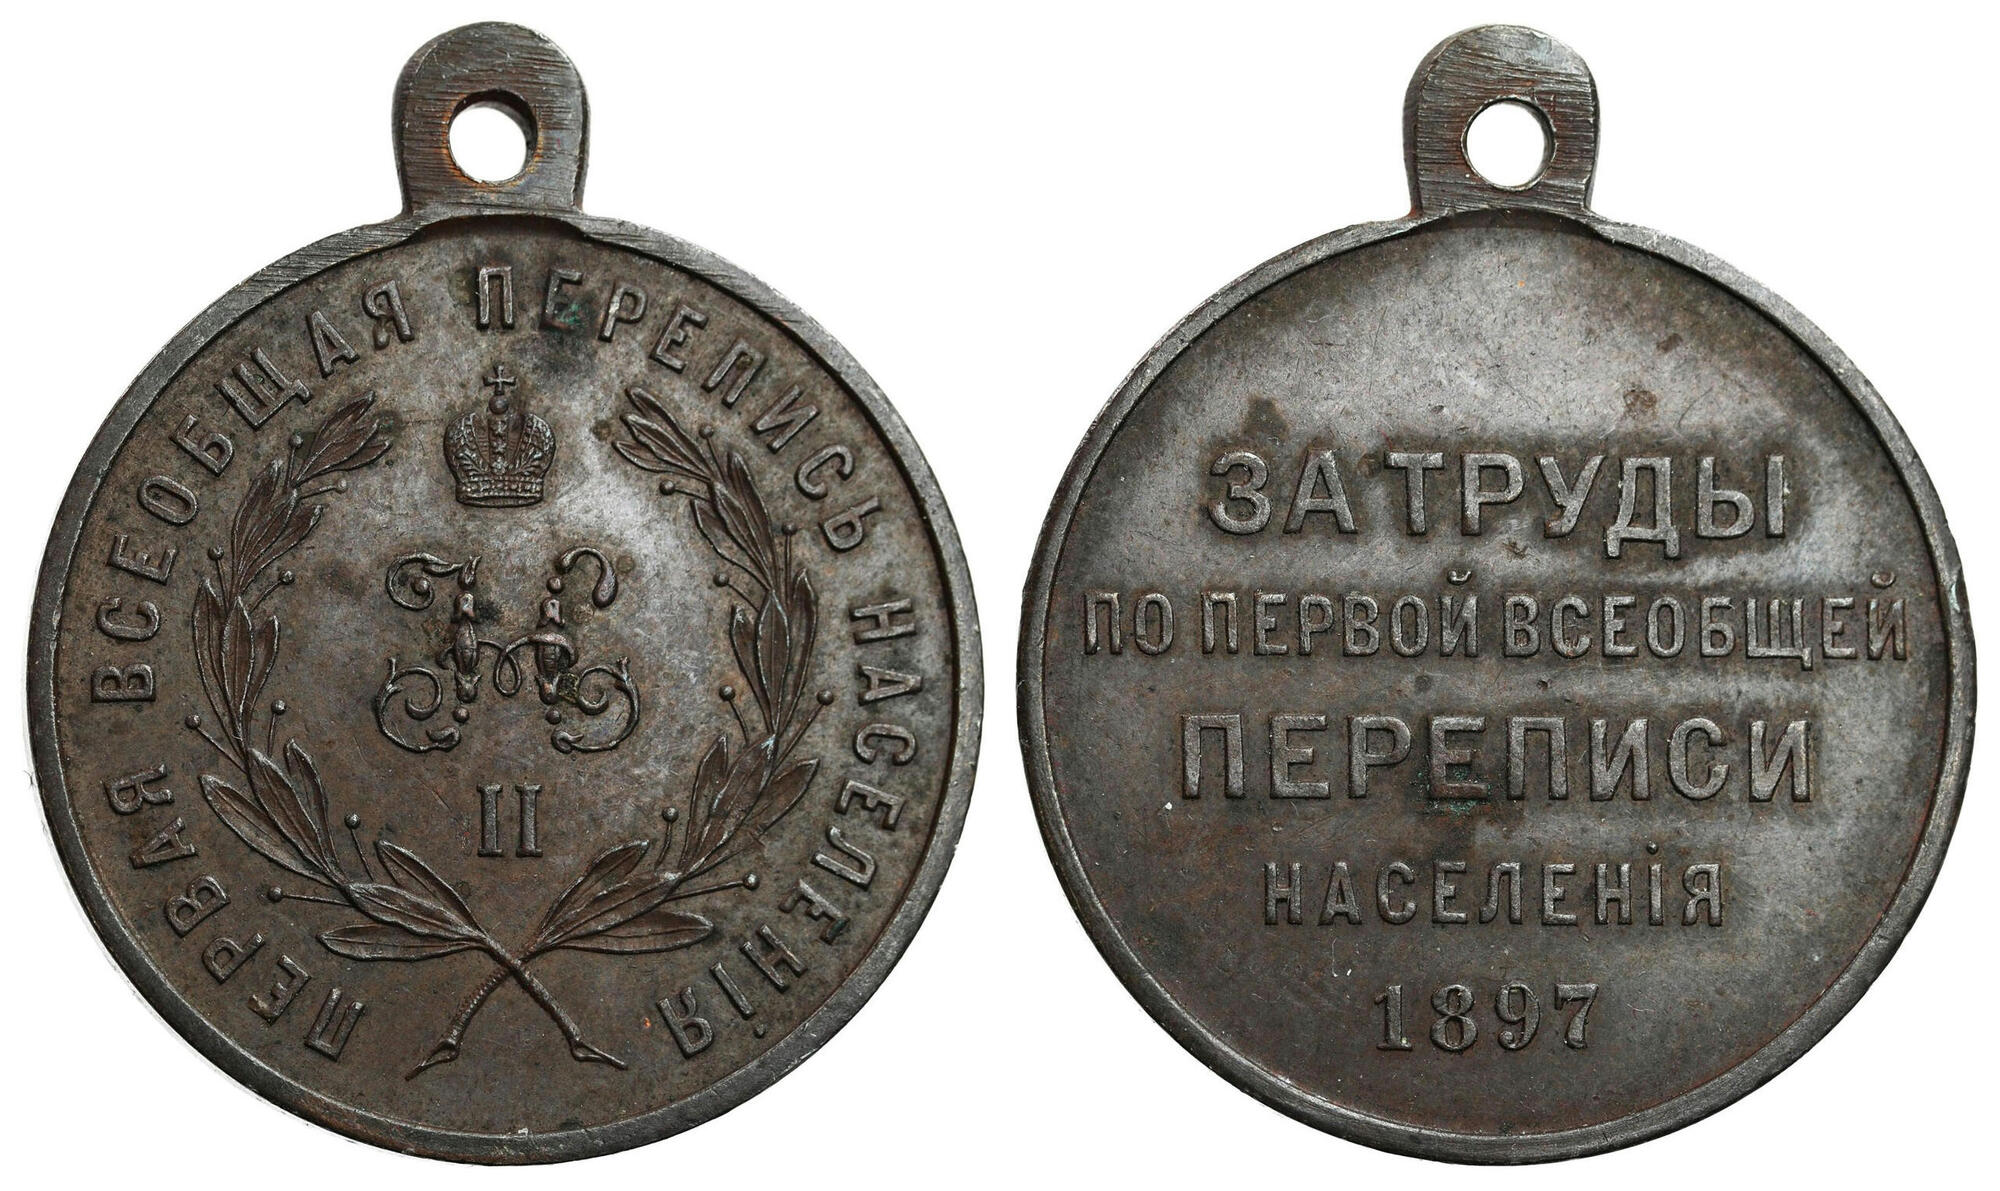 ПЕРВАЯ ВСЕОБЩАЯ ПЕРЕПИСЬ НАСЕЛЕНІЯ
Н
II
ЗА ТРУДЫ
ПО ПЕРВОЙ ВСЕОБЩЕЙ
ПЕРЕПИСИ
НАСЕЛЕНІЯ
1897